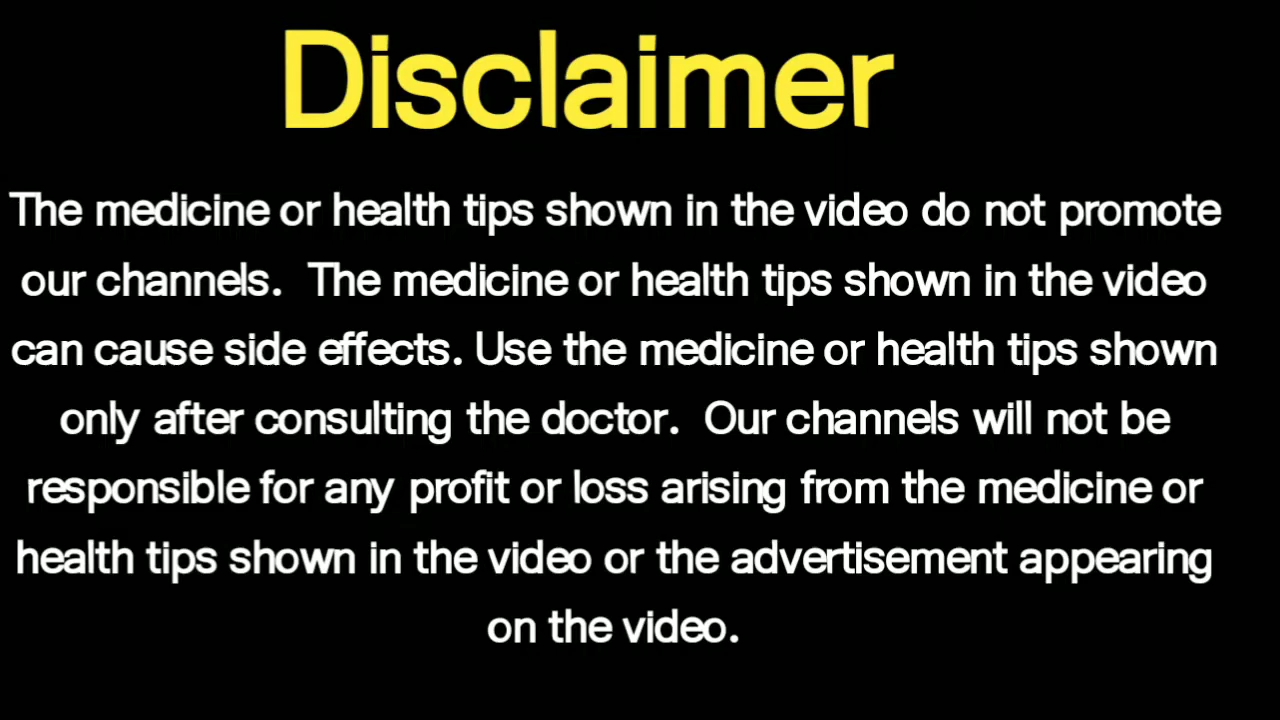 Disclaimer
The medicine or health tips shown in the video do not promote
our channels.  The medicine or health tips shown in the video
can cause side effects. Use the medicine or health tips shown
only after consulting the doctor.  Our channels will not be
responsible for any profit or loss arising from the medicine or
health tips shown in the video or the advertisement appearing
on the video.